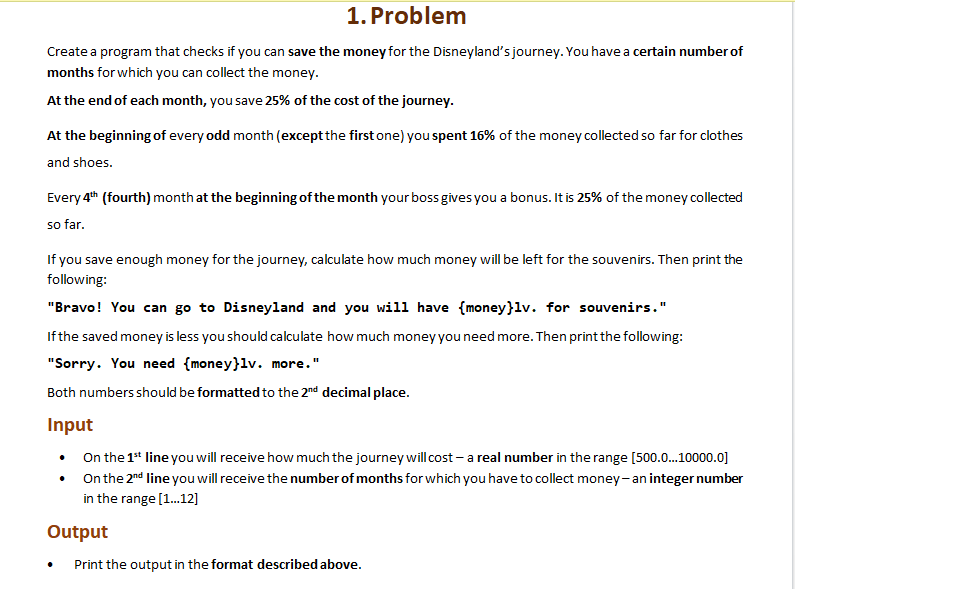 1. Problem
Create a program that checks if you can save the money for the Disneyland's journey. You have a certain number of
months for which you can collect the money.
At the end of each month, you save 25% of the cost of the journey.
At the beginning of every odd month (except the first one) you spent 16% of the money collected so far for clothes
and shoes.
Every 4th (fourth) month at the beginning of the month your boss gives you a bonus. It is 25% of the money collected
so far.
If you save enough money for the journey, calculate how much money will be left for the souvenirs. Then print the
following:
"Bravo! You can go to Disneyland and you will have {money}lv. for souvenirs."
If the saved money is less you should calculate how much money you need more. Then print the following:
"Sorry. You need {money}lv. more."
Both numbers should be formatted to the 2nd decimal place.
Input
• On the 1st line you will receive how much the journey will cost – a real number in the range [500.0…10000.0]
• On the 2nd line you will receive the number of months for which you have to collect money – an integer number
in the range [1…12]
Output
• Print the output in the format described above.